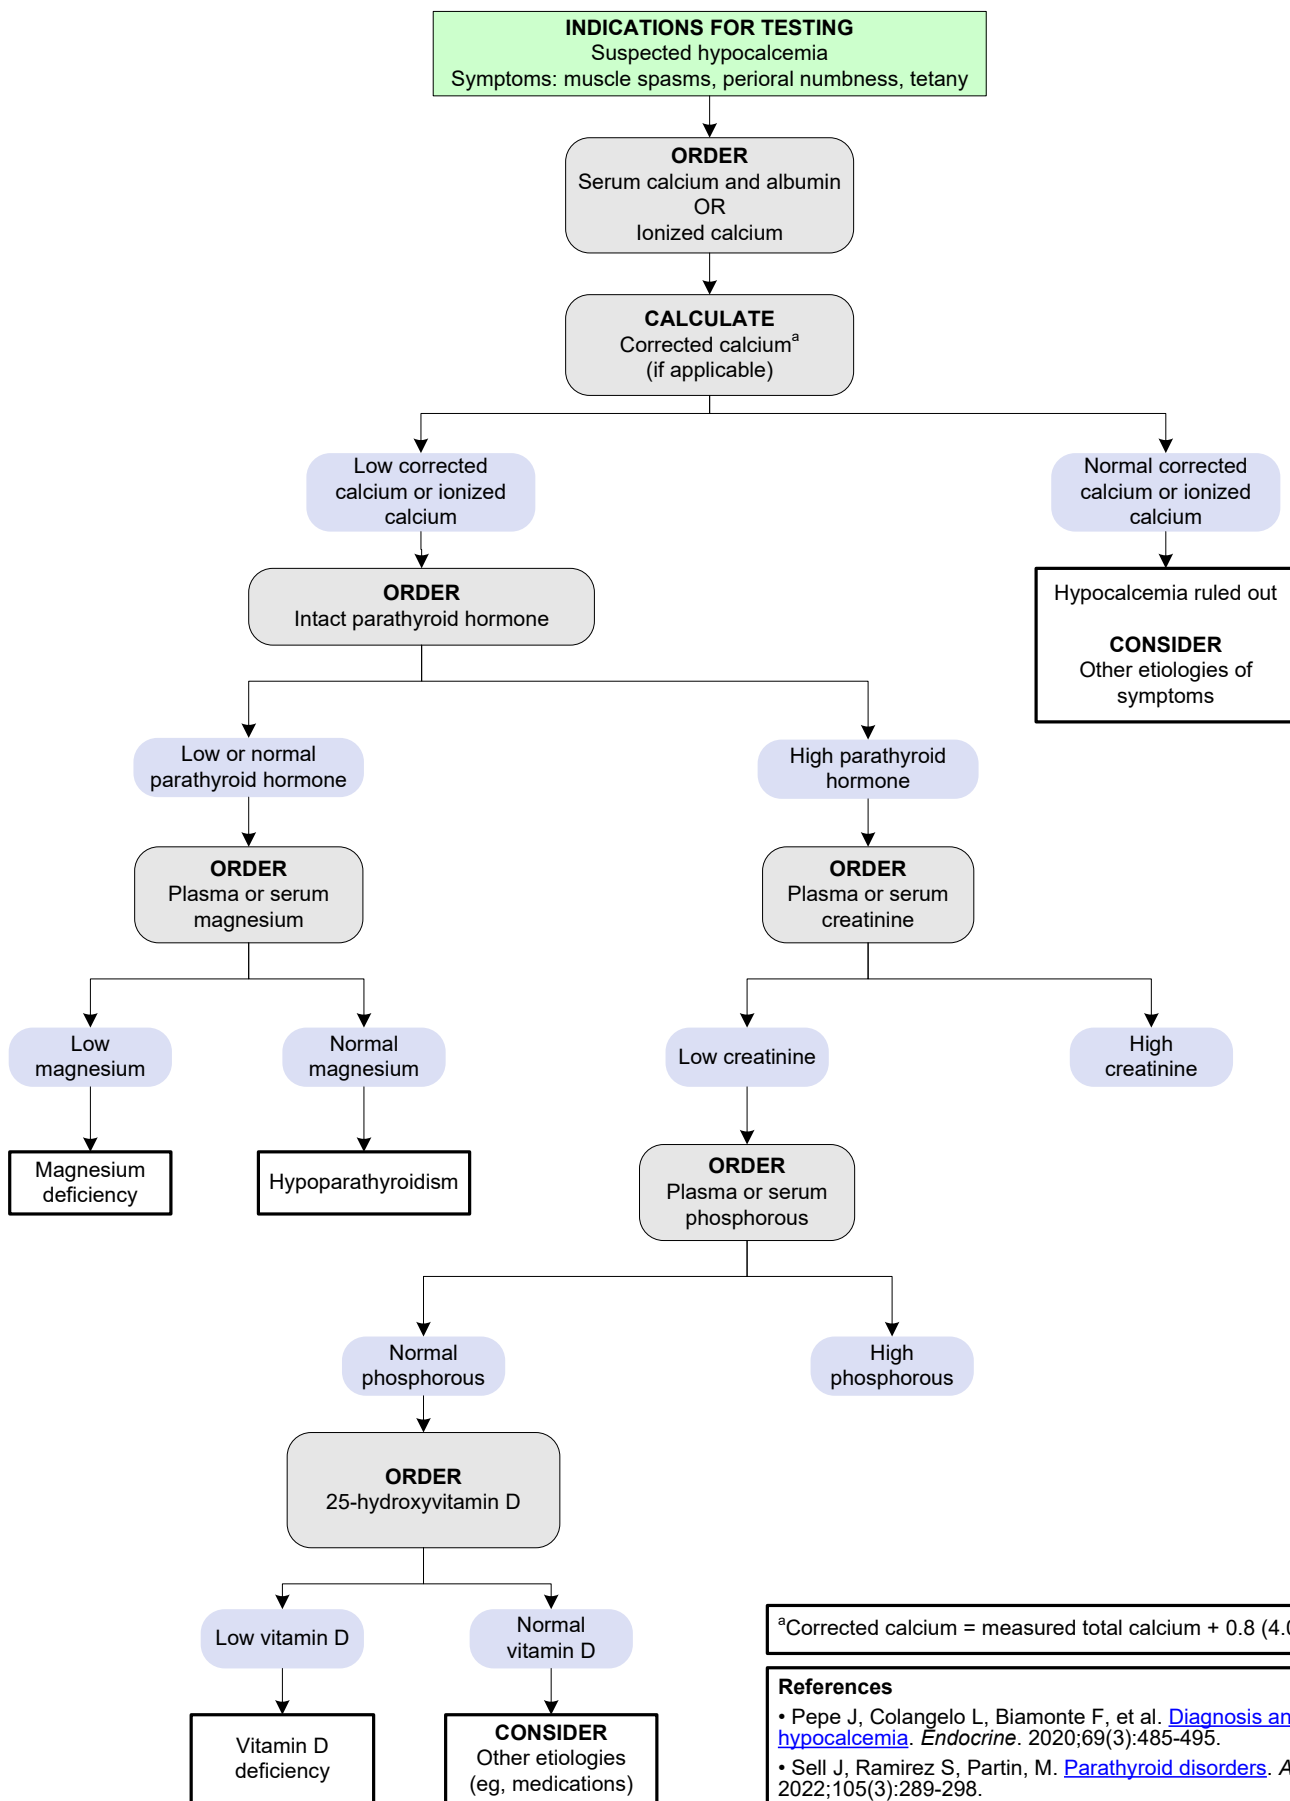 INDICATIONS FOR TESTING
Suspected hypocalcemia
Symptoms: muscle spasms, perioral numbness, tetany
ORDER
Serum calcium and albumin
OR
Ionized calcium
CALCULATE
Corrected calciumᵃ
(if applicable)
Low corrected
calcium or ionized
calcium
Normal corrected
calcium or ionized
calcium
ORDER
Intact parathyroid hormone
Hypocalcemia ruled out
CONSIDER
Other etiologies of
symptoms
Low or normal
parathyroid hormone
High parathyroid
hormone
ORDER
Plasma or serum
magnesium
ORDER
Plasma or serum
creatinine
Low
magnesium
Normal
magnesium
Low creatinine
High
creatinine
Magnesium
deficiency
Hypoparathyroidism
ORDER
Plasma or serum
phosphorous
Normal
phosphorous
High
phosphorous
ORDER
25-hydroxyvitamin D
Low vitamin D
Normal
vitamin D
Vitamin D
deficiency
CONSIDER
Other etiologies
(eg, medications)
ᵃCorrected calcium = measured total calcium + 0.8 (4.0
References
• Pepe J, Colangelo L, Biamonte F, et al. Diagnosis an
hypocalcemia. Endocrine. 2020;69(3):485-495.
• Sell J, Ramirez S, Partin, M. Parathyroid disorders. A
2022;105(3):289-298.